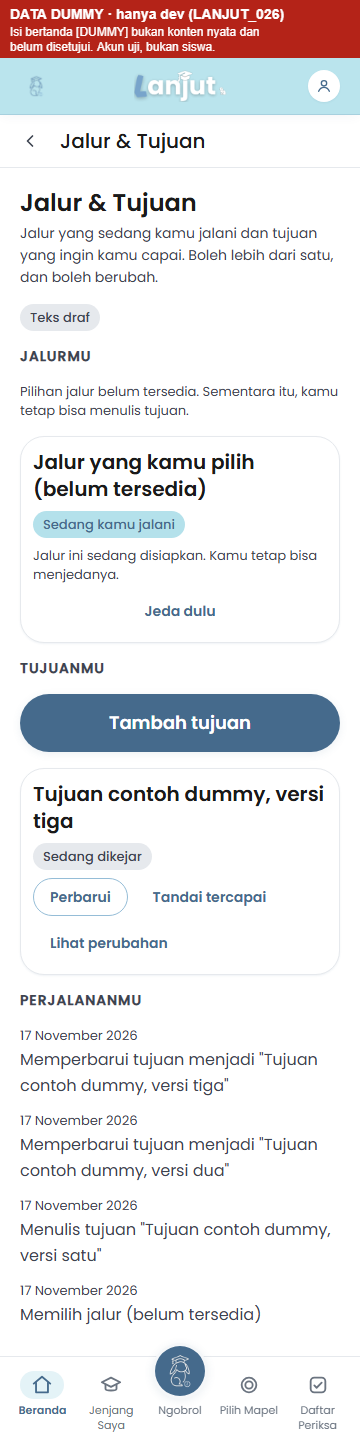 DATA DUMMY · hanya dev (LANJUT_026)
Isi bertanda [DUMMY] bukan konten nyata dan
belum disetujui. Akun uji, bukan siswa.
Lanjut
Jalur & Tujuan
Jalur & Tujuan
Jalur yang sedang kamu jalani dan tujuan
yang ingin kamu capai. Boleh lebih dari satu,
dan boleh berubah.
Teks draf
JALURMU
Pilihan jalur belum tersedia. Sementara itu, kamu
tetap bisa menulis tujuan.
Jalur yang kamu pilih
(belum tersedia)
Sedang kamu jalani
Jalur ini sedang disiapkan. Kamu tetap bisa
menjedanya.
Jeda dulu
TUJUANMU
Tambah tujuan
Tujuan contoh dummy, versi
tiga
Sedang dikejar
Perbarui Tandai tercapai
Lihat perubahan
PERJALANANMU
17 November 2026
Memperbarui tujuan menjadi "Tujuan
contoh dummy, versi tiga"
17 November 2026
Memperbarui tujuan menjadi "Tujuan
contoh dummy, versi dua"
17 November 2026
Menulis tujuan "Tujuan contoh dummy,
versi satu"
17 November 2026
Memilih jalur (belum tersedia)
Beranda Jenjang Saya Ngobrol Pilih Mapel Daftar Periksa